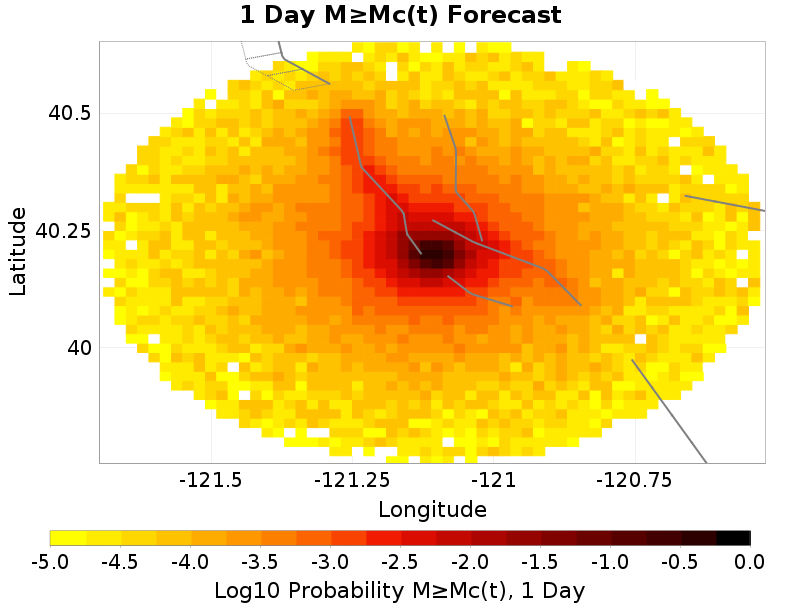 1 Day M≥Mc(t) Forecast
40.5
40.25
40
Latitude
-121.5 -121.25 -121 -120.75
Longitude
-5.0 -4.5 -4.0 -3.5 -3.0 -2.5 -2.0 -1.5 -1.0 -0.5 0.0
Log10 Probability M≥Mc(t), 1 Day